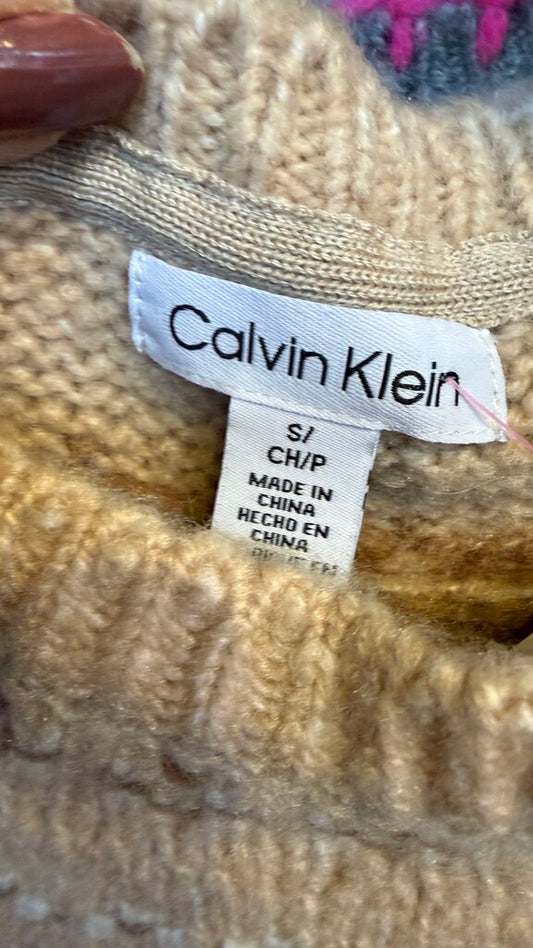 Calvin Klein
S/
CH/P
MADE IN
CHINA
HECHO EN
CHINA